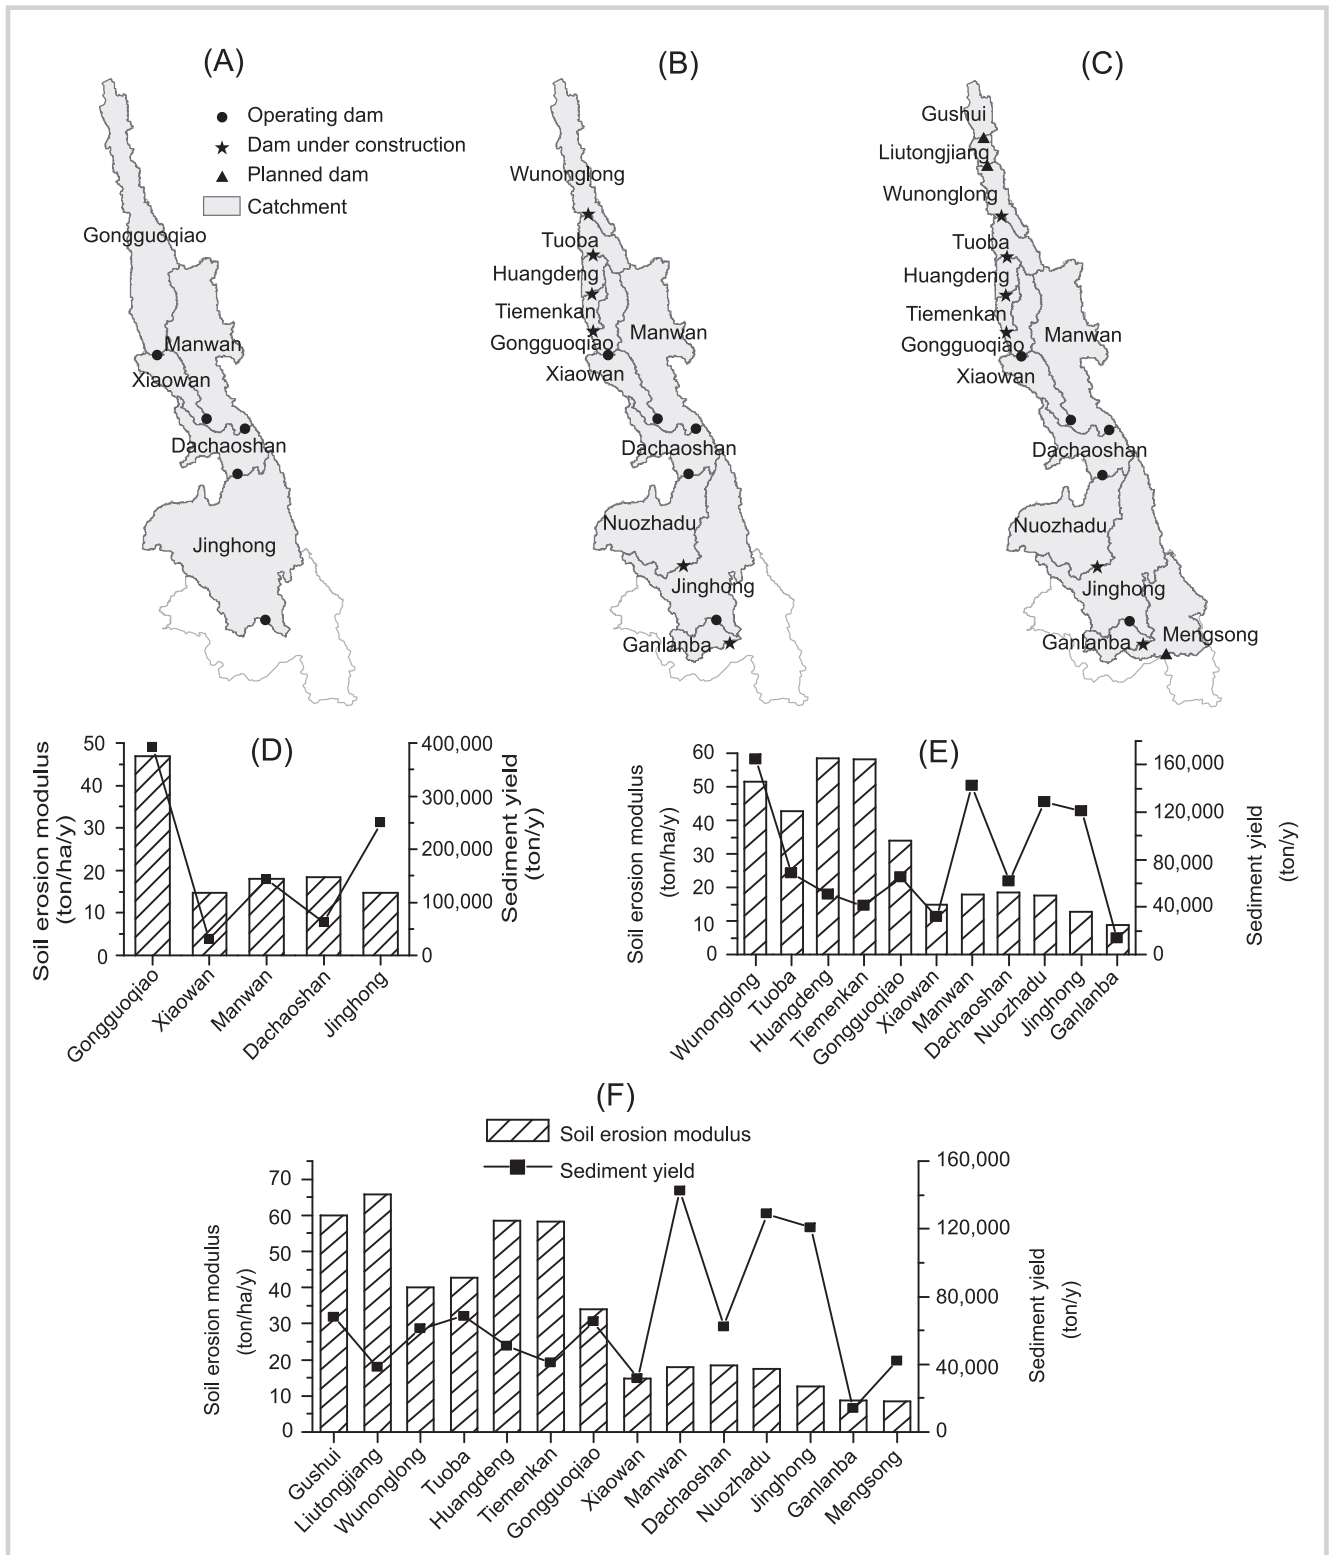 (A)
Operating dam
Dam under construction
Planned dam
Catchment
Gongguoqiao
Manwan
Xiaowan
Dachaoshan
Jinghong
(B)
Wunonglong
Tuoba
Huangdeng
Tiemenkan
Manwan
Gongguoqiao
Xiaowan
Dachaoshan
Nuozhadu
Jinghong
Ganlanba
(C)
Gushui
Liutongjiang
Wunonglong
Tuoba
Huangdeng
Tiemenkan
Manwan
Gongguoqiao
Xiaowan
Dachaoshan
Nuozhadu
Jinghong
Mengsong
Ganlanba
(D)
Soil erosion modulus
(ton/ha/y)
50
40
30
20
10
0
400,000
300,000
200,000
100,000
0
Sediment yield
(ton/y)
Gongguoqiao
Xiaowan
Manwan
Dachaoshan
Jinghong
(E)
Soil erosion modulus
(ton/ha/y)
60
50
40
30
20
10
0
160,000
120,000
80,000
40,000
0
Sediment yield
(ton/y)
Wunonglong
Tuoba
Huangdeng
Tiemenkan
Gongguoqiao
Xiaowan
Manwan
Dachaoshan
Nuozhadu
Jinghong
Ganlanba
(F)
Soil erosion modulus
Sediment yield
Soil erosion modulus
(ton/ha/y)
70
60
50
40
30
20
10
0
160,000
120,000
80,000
40,000
0
Sediment yield
(ton/y)
Gushui
Liutongjiang
Wunonglong
Tuoba
Huangdeng
Tiemenkan
Gongguoqiao
Xiaowan
Manwan
Dachaoshan
Nuozhadu
Jinghong
Ganlanba
Mengsong